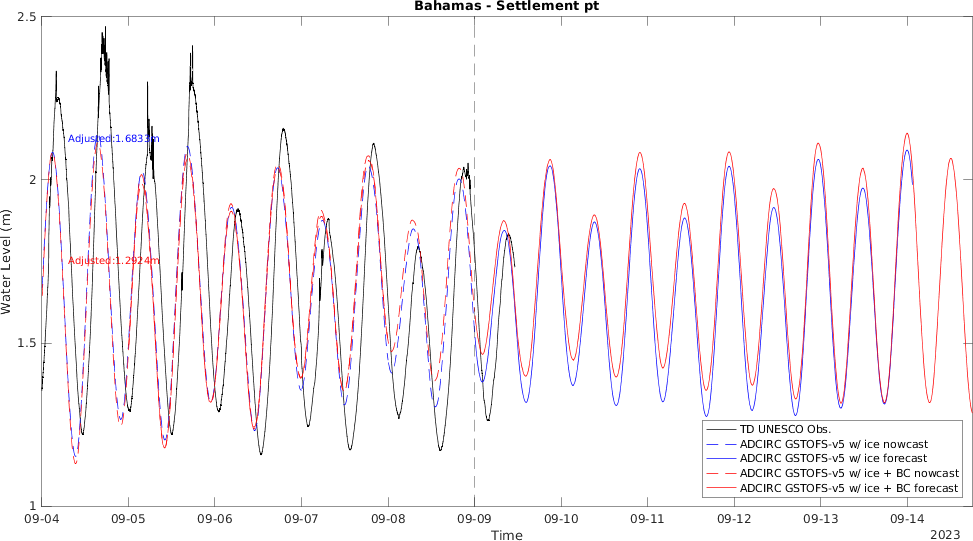 Bahamas - Settlement pt
2.5
Adjusted:1.6833m
2
Adjusted:1.2924m
Water Level (m)
1.5
TD UNESCO Obs.
ADCIRC GSTOFS-v5 w/ ice nowcast
ADCIRC GSTOFS-v5 w/ ice forecast
ADCIRC GSTOFS-v5 w/ ice + BC nowcast
ADCIRC GSTOFS-v5 w/ ice + BC forecast
1
09-04 09-05 09-06 09-07 09-08 09-09 09-10 09-11 09-12 09-13 09-14
Time
2023